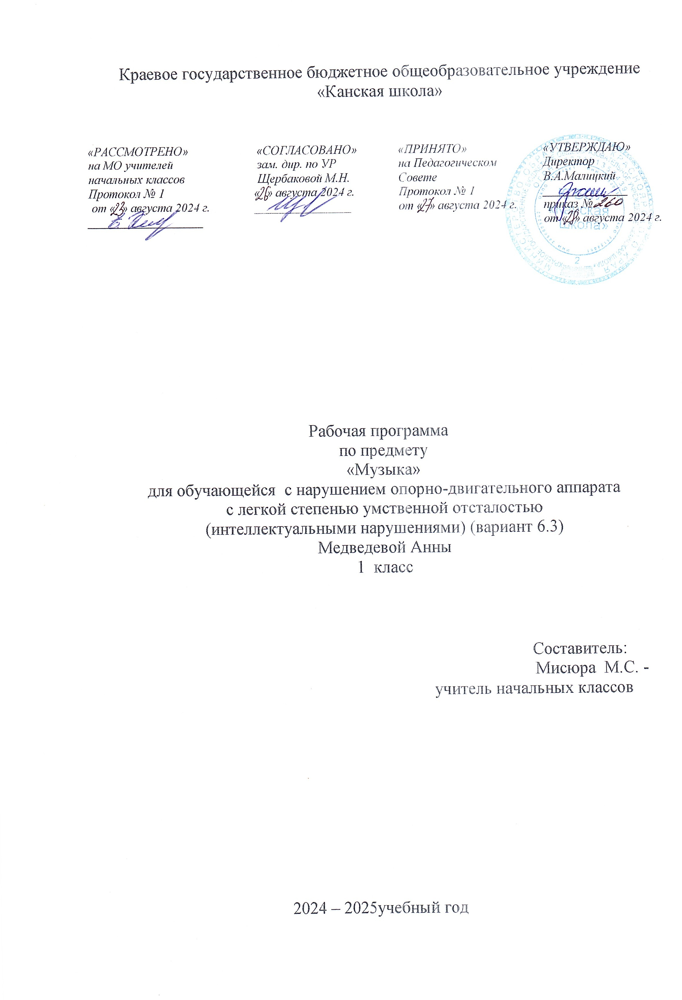 Краевое государственное бюджетное общеобразовательное учреждение
«Канская школа»
«РАССМОТРЕНО»
на МО учителей
начальных классов
Протокол № 1
от «23» августа 2024 г.
«СОГЛАСОВАНО»
зам. дир. по УР
Щербаковой М.Н.
«26» августа 2024 г.
«ПРИНЯТО»
на Педагогическом
Совете
Протокол № 1
от «27» августа 2024 г.
«УТВЕРЖДАЮ»
Директор
В.А.Малицкий
приказ № 260
от «28» августа 2024 г.
«Канская
школа»
2
Рабочая программа
по предмету
«Музыка»
для обучающейся с нарушением опорно-двигательного аппарата
с легкой степенью умственной отсталостью
(интеллектуальными нарушениями) (вариант 6.3)
Медведевой Анны
1 класс
Составитель:
Мисюра М.С. -
учитель начальных классов
2024 – 2025учебный год